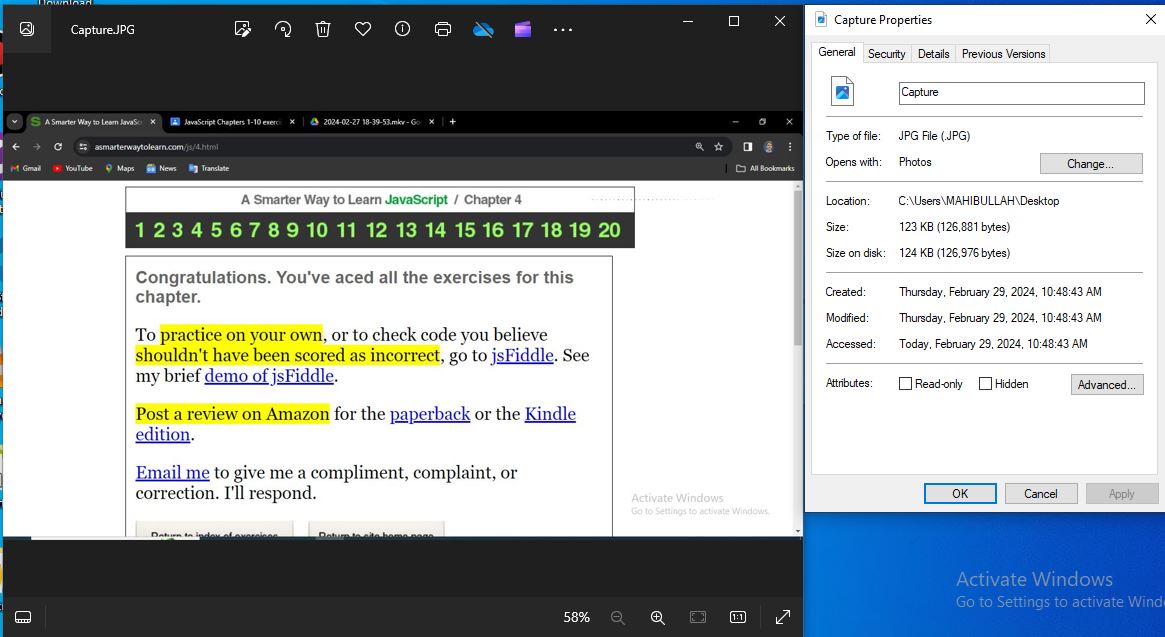 Download
Capture.JPG
A Smarter Way to Learn JavaSc
JavaScript Chapters 1-10 exerc
2024-02-27 18-39-53.mkv - Go
asmarterwaytolearn.com/js/4.html
Gmail YouTube Maps News Translate All Bookmarks
A Smarter Way to Learn JavaScript / Chapter 4
1 2 3 4 5 6 7 8 9 10 11 12 13 14 15 16 17 18 19 20
Congratulations. You've aced all the exercises for this
chapter.
To practice on your own, or to check code you believe
shouldn't have been scored as incorrect, go to jsFiddle. See
my brief demo of jsFiddle.
Post a review on Amazon for the paperback or the Kindle
edition.
Email me to give me a compliment, complaint, or
correction. I'll respond.
Return to index of exercises Return to site home page
Activate Windows
Go to Settings to activate Windows.
58%
1:1
Capture Properties
General Security Details Previous Versions
Capture
Type of file: JPG File (.JPG)
Opens with: Photos Change...
Location: C:\Users\MAHIBULLAH\Desktop
Size: 123 KB (126,881 bytes)
Size on disk: 124 KB (126,976 bytes)
Created: Thursday, February 29, 2024, 10:48:43 AM
Modified: Thursday, February 29, 2024, 10:48:43 AM
Accessed: Today, February 29, 2024, 10:48:43 AM
Attributes: Read-only Hidden Advanced...
OK Cancel Apply
Activate Windows
Go to Settings to activate Wind